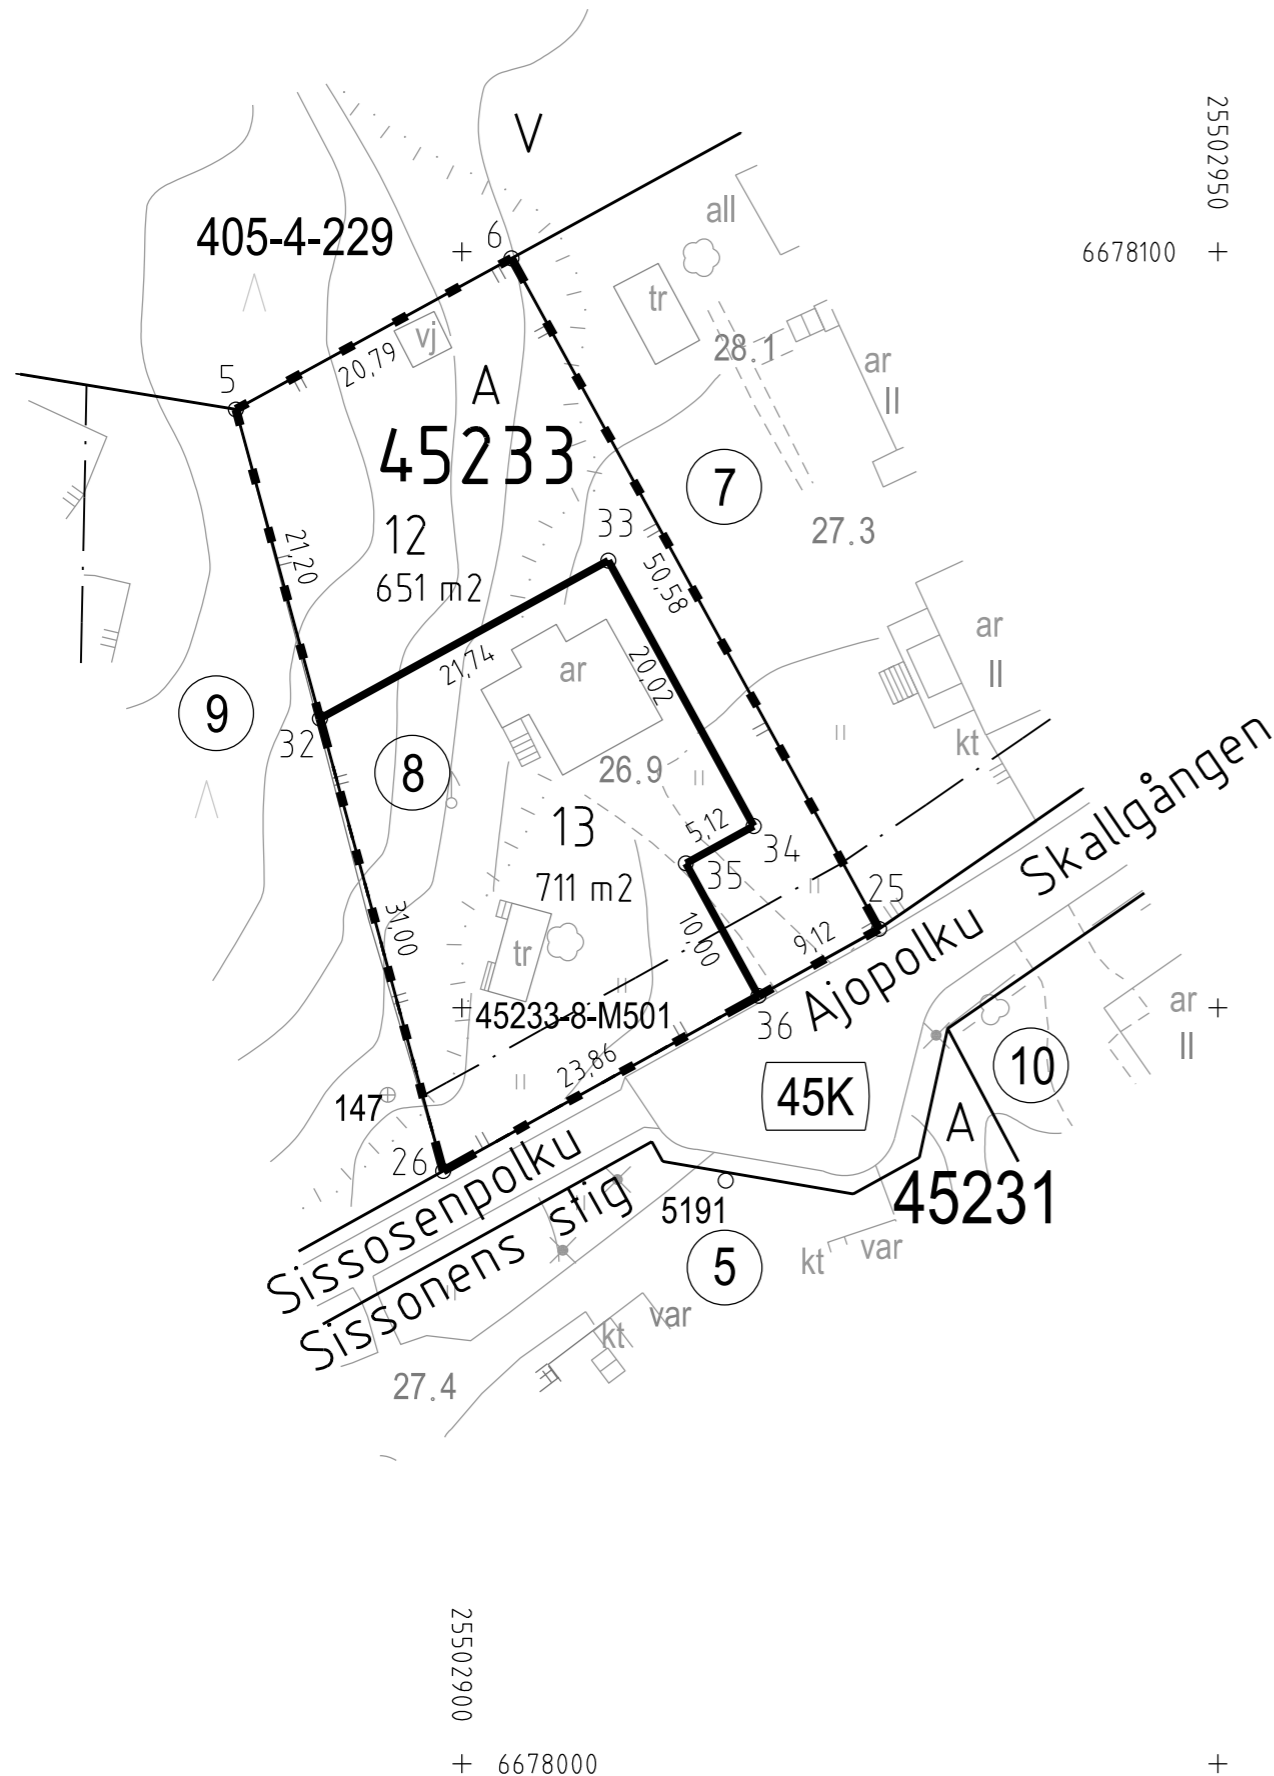 25502950
V
405-4-229
6
6678100
all
tr
28.1
ar
II
vj
20,79
5
A
45233
7
33
27.3
12
651 m2
21,20
50,58
ar
II
ar
20,02
21,74
9
32
8
26.9
kt
Skallgången
13
5,12
34
35
711 m2
25
31,00
10,00
9,12
tr
Ajopolku
45233-8-M501
36
ar
II
10
23,86
45K
147
A
26
45231
Sissosenpolku
Sissonens stig
5191
5
kt
var
var
kt
27.4
25502900
6678000